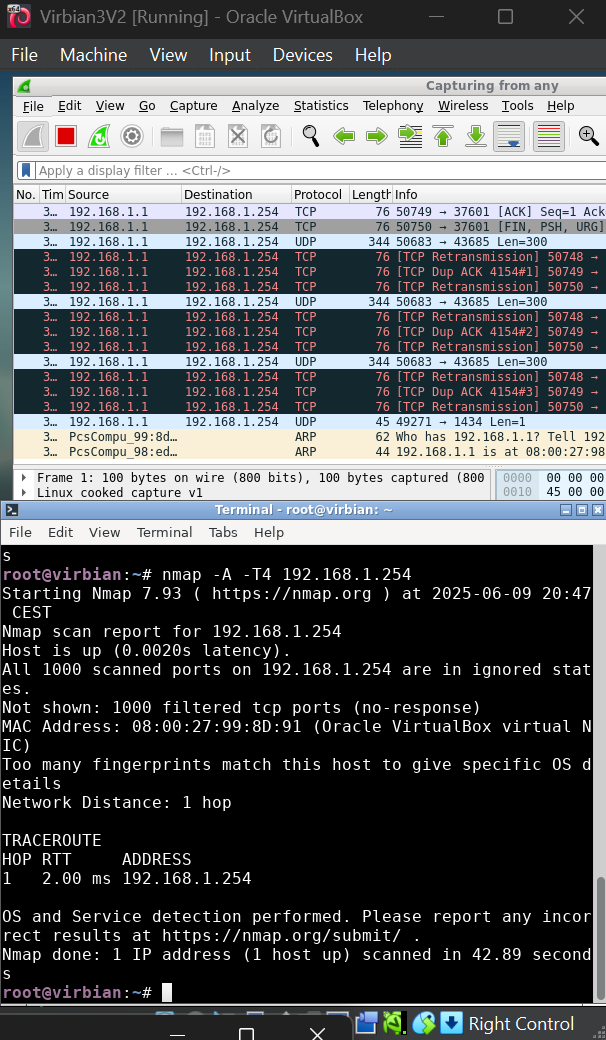 Virbian3V2 [Running] - Oracle VirtualBox
File Machine View Input Devices Help
Capturing from any
File Edit View Go Capture Analyze Statistics Telephony Wireless Tools Help
Apply a display filter … <Ctrl-/>
No. Tim Source Destination Protocol Length Info
3… 192.168.1.1 192.168.1.254 TCP 76 50749 → 37601 [ACK] Seq=1 Ack
3… 192.168.1.1 192.168.1.254 TCP 76 50750 → 37601 [FIN, PSH, URG]
3… 192.168.1.1 192.168.1.254 UDP 344 50683 → 43685 Len=300
3… 192.168.1.1 192.168.1.254 TCP 76 [TCP Retransmission] 50748 →
3… 192.168.1.1 192.168.1.254 TCP 76 [TCP Dup ACK 4154#1] 50749 →
3… 192.168.1.1 192.168.1.254 TCP 76 [TCP Retransmission] 50750 →
3… 192.168.1.1 192.168.1.254 UDP 344 50683 → 43685 Len=300
3… 192.168.1.1 192.168.1.254 TCP 76 [TCP Retransmission] 50748 →
3… 192.168.1.1 192.168.1.254 TCP 76 [TCP Dup ACK 4154#2] 50749 →
3… 192.168.1.1 192.168.1.254 TCP 76 [TCP Retransmission] 50750 →
3… 192.168.1.1 192.168.1.254 UDP 344 50683 → 43685 Len=300
3… 192.168.1.1 192.168.1.254 TCP 76 [TCP Retransmission] 50748 →
3… 192.168.1.1 192.168.1.254 TCP 76 [TCP Dup ACK 4154#3] 50749 →
3… 192.168.1.1 192.168.1.254 TCP 76 [TCP Retransmission] 50750 →
3… 192.168.1.1 192.168.1.254 UDP 45 49271 → 1434 Len=1
3… PcsCompu_99:8d… ARP 62 Who has 192.168.1.1? Tell 192
3… PcsCompu_98:ed… ARP 44 192.168.1.1 is at 08:00:27:98
Frame 1: 100 bytes on wire (800 bits), 100 bytes captured (800 0000 00 00 00
Linux cooked capture v1 0010 45 00 00
Terminal - root@virbian: ~
File Edit View Terminal Tabs Help
s
root@virbian:~# nmap -A -T4 192.168.1.254
Starting Nmap 7.93 ( https://nmap.org ) at 2025-06-09 20:47
CEST
Nmap scan report for 192.168.1.254
Host is up (0.0020s latency).
All 1000 scanned ports on 192.168.1.254 are in ignored stat
es.
Not shown: 1000 filtered tcp ports (no-response)
MAC Address: 08:00:27:99:8D:91 (Oracle VirtualBox virtual N
IC)
Too many fingerprints match this host to give specific OS d
etails
Network Distance: 1 hop
TRACEROUTE
HOP RTT ADDRESS
1 2.00 ms 192.168.1.254
OS and Service detection performed. Please report any incor
rect results at https://nmap.org/submit/ .
Nmap done: 1 IP address (1 host up) scanned in 42.89 second
s
root@virbian:~#
Right Control